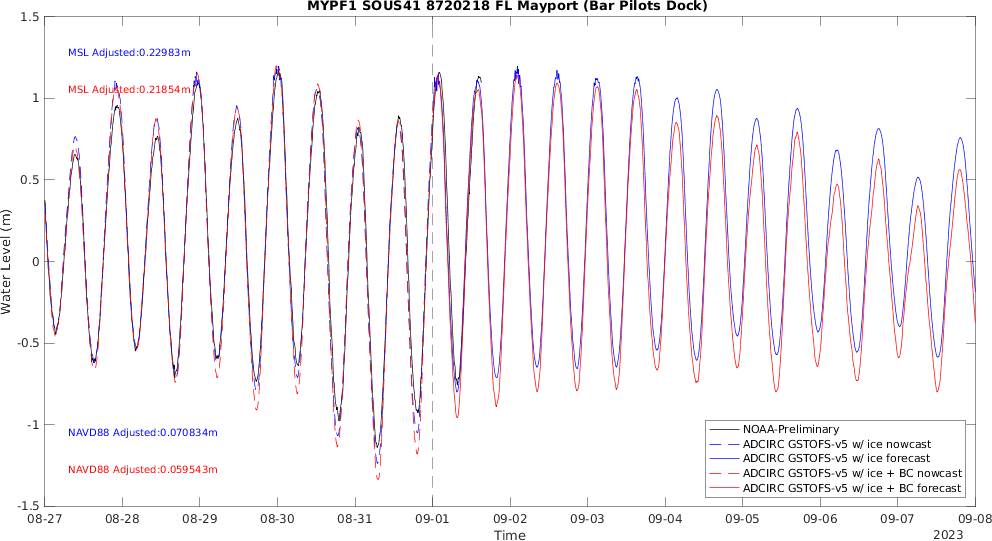 MYPF1 SOUS41 8720218 FL Mayport (Bar Pilots Dock)
1.5
1
0.5
0
-0.5
-1
-1.5
Water Level (m)
MSL Adjusted:0.22983m
MSL Adjusted:0.21854m
NAVD88 Adjusted:0.070834m
NAVD88 Adjusted:0.059543m
NOAA-Preliminary
ADCIRC GSTOFS-v5 w/ ice nowcast
ADCIRC GSTOFS-v5 w/ ice forecast
ADCIRC GSTOFS-v5 w/ ice + BC nowcast
ADCIRC GSTOFS-v5 w/ ice + BC forecast
08-27 08-28 08-29 08-30 08-31 09-01 09-02 09-03 09-04 09-05 09-06 09-07 09-08
Time
2023